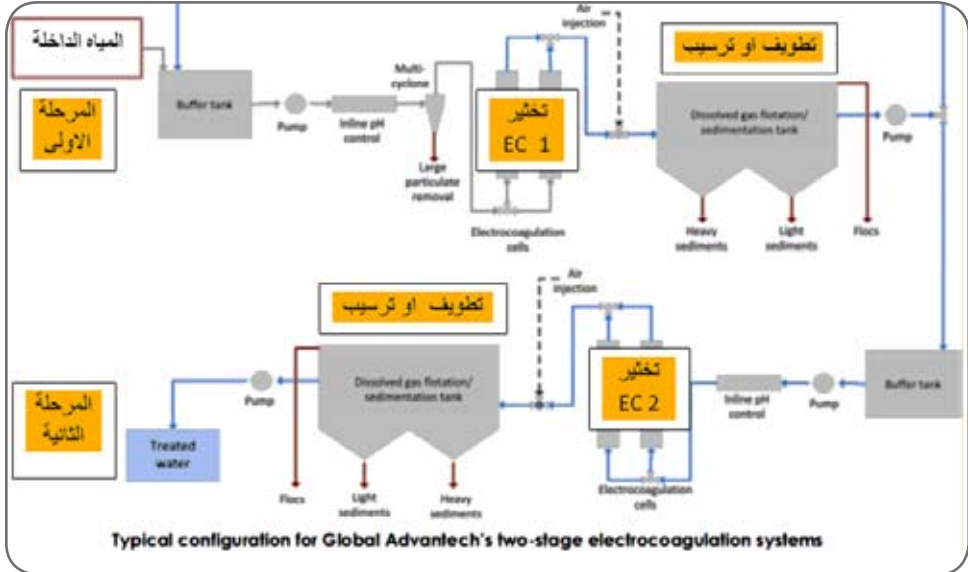 المياه الداخلة
المرحلة
الاولى
Buffer tank
Pump
Inline pH
control
Multi-
cyclone
Large
particulate
removal
تخثير
EC 1
Electrocoagulation
cells
Air
injection
تطويف او ترسيب
Dissolved gas flotation/
sedimentation tank
Pump
Heavy
sediments
Light
sediments
Flocs
المرحلة
الثانية
Treated
water
Pump
تطويف او ترسيب
Dissolved gas flotation/
sedimentation tank
Flocs
Light
sediments
Heavy
sediments
Air
injection
تخثير
EC 2
Electrocoagulation
cells
Inline pH
control
Pump
Buffer tank
Typical configuration for Global Advantech's two-stage electrocoagulation systems